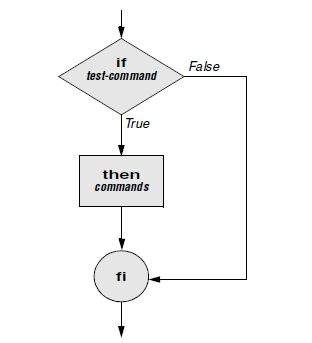 if
test-command
False
True
then
commands
fi